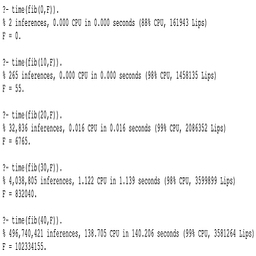 ?- time(fib(0,F)).
% 2 inferences, 0.000 CPU in 0.000 seconds (88% CPU, 161943 Lips)
F = 0.
?- time(fib(10,F)).
% 265 inferences, 0.000 CPU in 0.000 seconds (98% CPU, 1458135 Lips)
F = 55.
?- time(fib(20,F)).
% 32,836 inferences, 0.016 CPU in 0.016 seconds (99% CPU, 2086352 Lips)
F = 6765.
?- time(fib(30,F)).
% 4,038,805 inferences, 1.122 CPU in 1.139 seconds (98% CPU, 3599899 Lips)
F = 832040.
?- time(fib(40,F)).
% 496,740,421 inferences, 138.705 CPU in 140.206 seconds (99% CPU, 3581264 Lips)
F = 102334155.